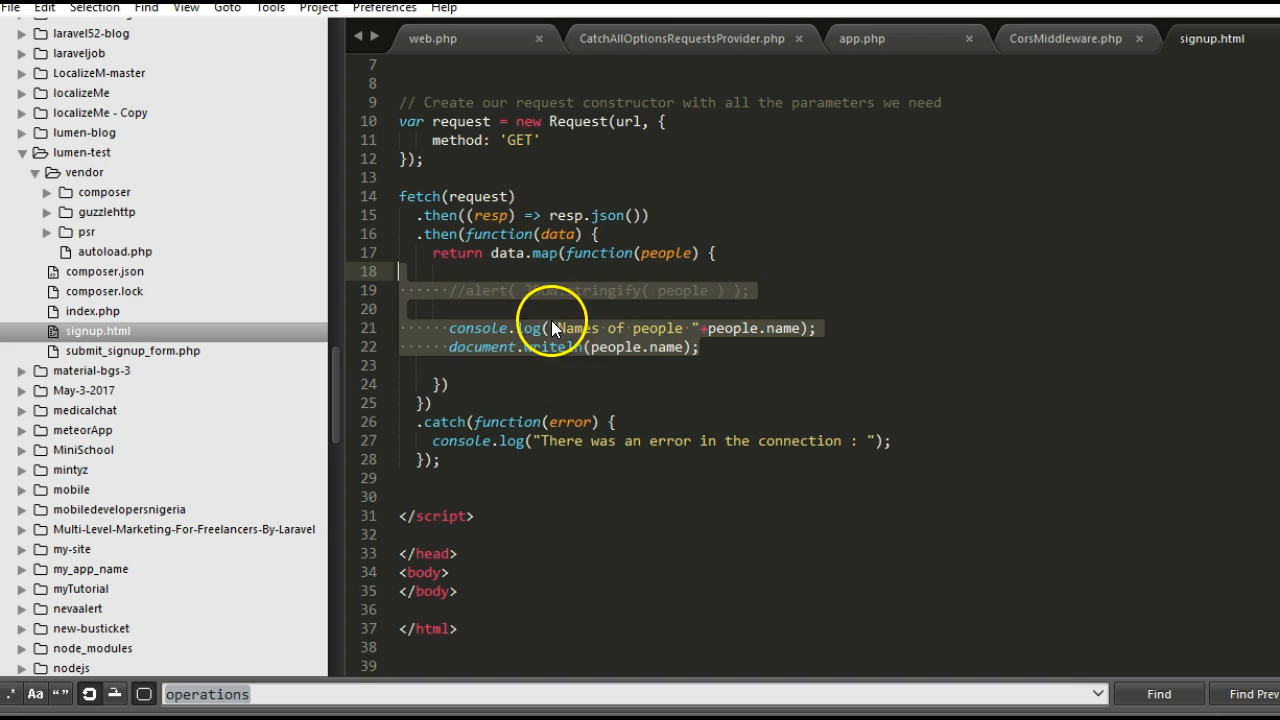 File Edit Selection Find View Goto Tools Project Preferences Help
laravel52-blog
laraveljob
LocalizeM-master
localizeMe
localizeMe - Copy
lumen-blog
lumen-test
vendor
composer
guzzlehttp
psr
autoload.php
composer.json
composer.lock
index.php
signup.html
submit_signup_form.php
material-bgs-3
May-3-2017
medicalchat
meteorApp
MiniSchool
mintyz
mobile
mobiledevelopersnigeria
Multi-Level-Marketing-For-Freelancers-By-Laravel
my-site
my_app_name
myTutorial
nevaalert
new-busticket
node_modules
nodejs
web.php × CatchAllOptionsRequestsProvider.php × app.php × CorsMiddleware.php × signup.html
7
8
9 // Create our request constructor with all the parameters we need
10 var request = new Request(url, {
11 method: 'GET'
12 });
13
14 fetch(request)
15 .then((resp) => resp.json())
16 .then(function(data) {
17 return data.map(function(people) {
18
19 //alert( JSON.stringify( people ) );
20
21 console.log("Names of people "+people.name);
22 document.writeln(people.name);
23
24 })
25 })
26 .catch(function(error) {
27 console.log("There was an error in the connection : ");
28 });
29
30
31 </script>
32
33 </head>
34 <body>
35 </body>
36
37 </html>
38
39
.* Aa “ ” operations Find Find Prev